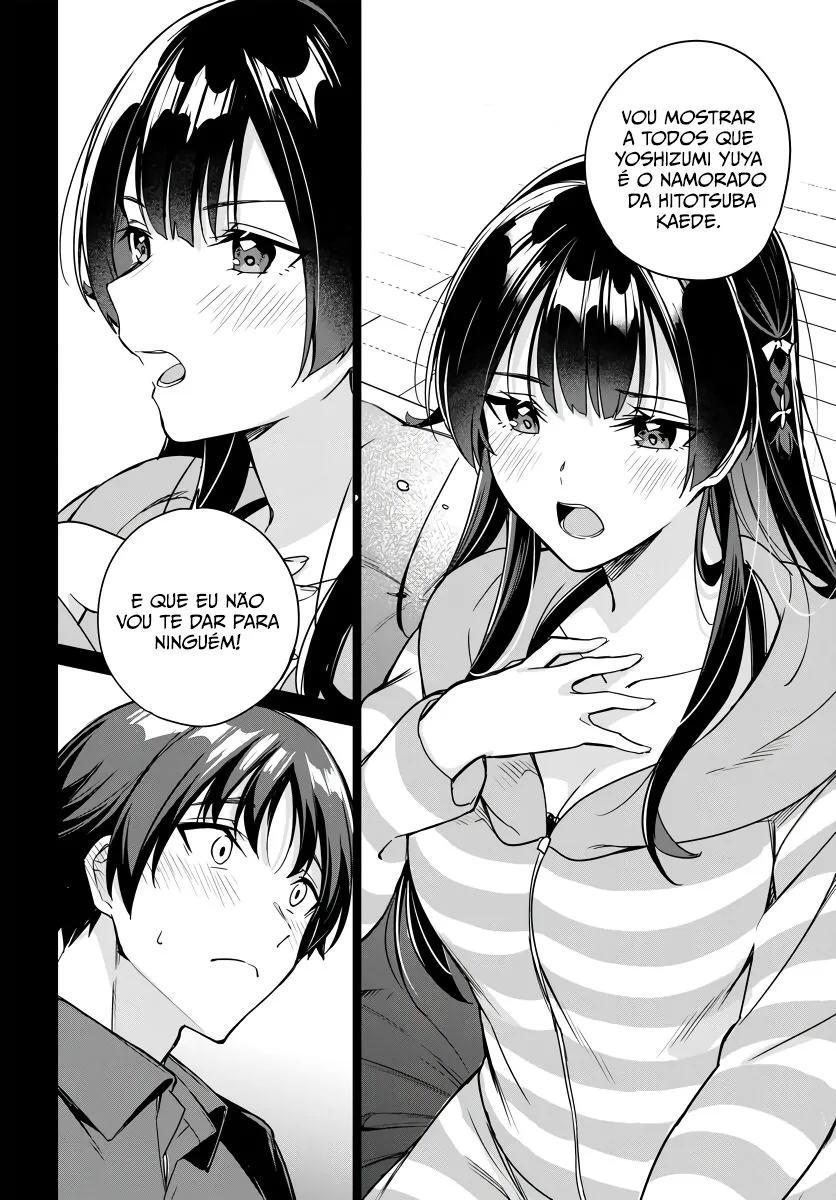 VOU MOSTRAR
A TODOS QUE
YOSHIZUMI YUYA
É O NAMORADO
DA HITOTSUBA
KAEDE.
E QUE EU NÃO
VOU TE DAR PARA
NINGUÉM!